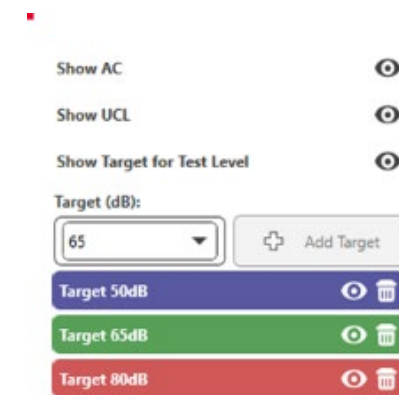 Show AC
Show UCL
Show Target for Test Level
Target (dB):
65
Add Target
Target 50dB
Target 65dB
Target 80dB